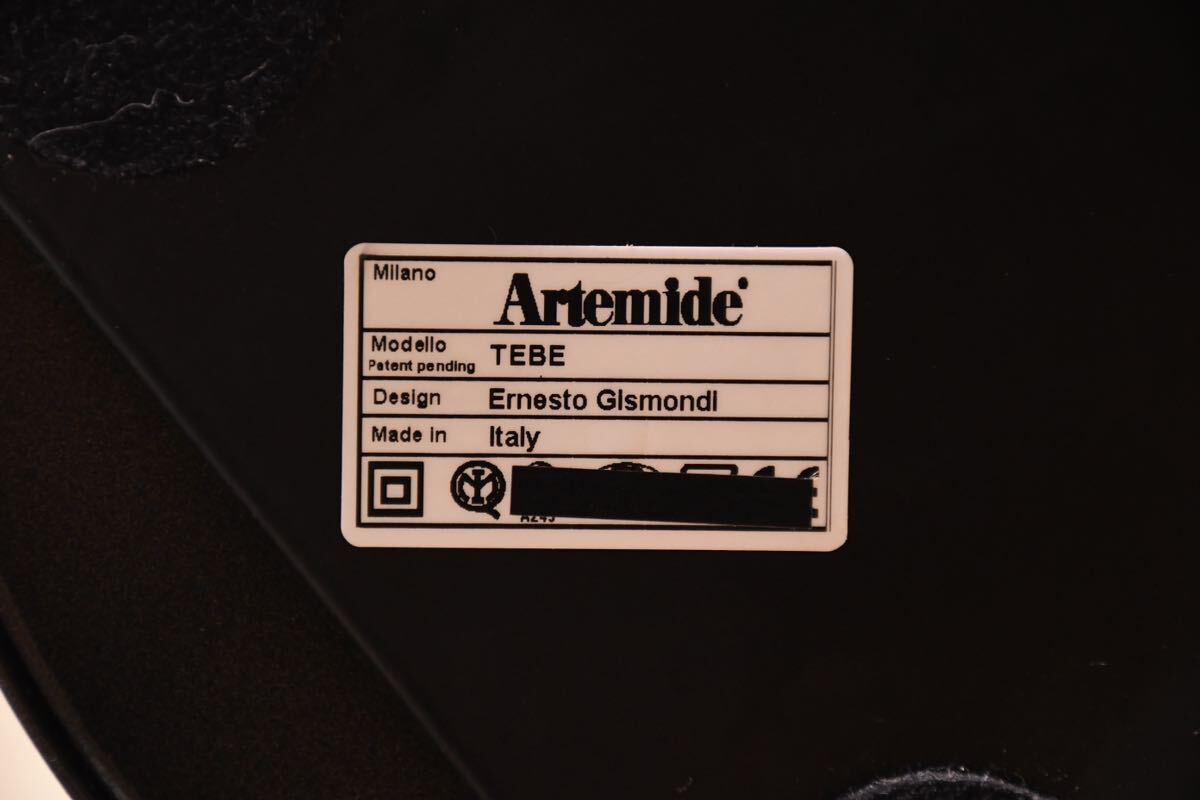 Milano
Artemide
Modello TEBE
Patent pending
Design Ernesto Gismondi
Made in Italy